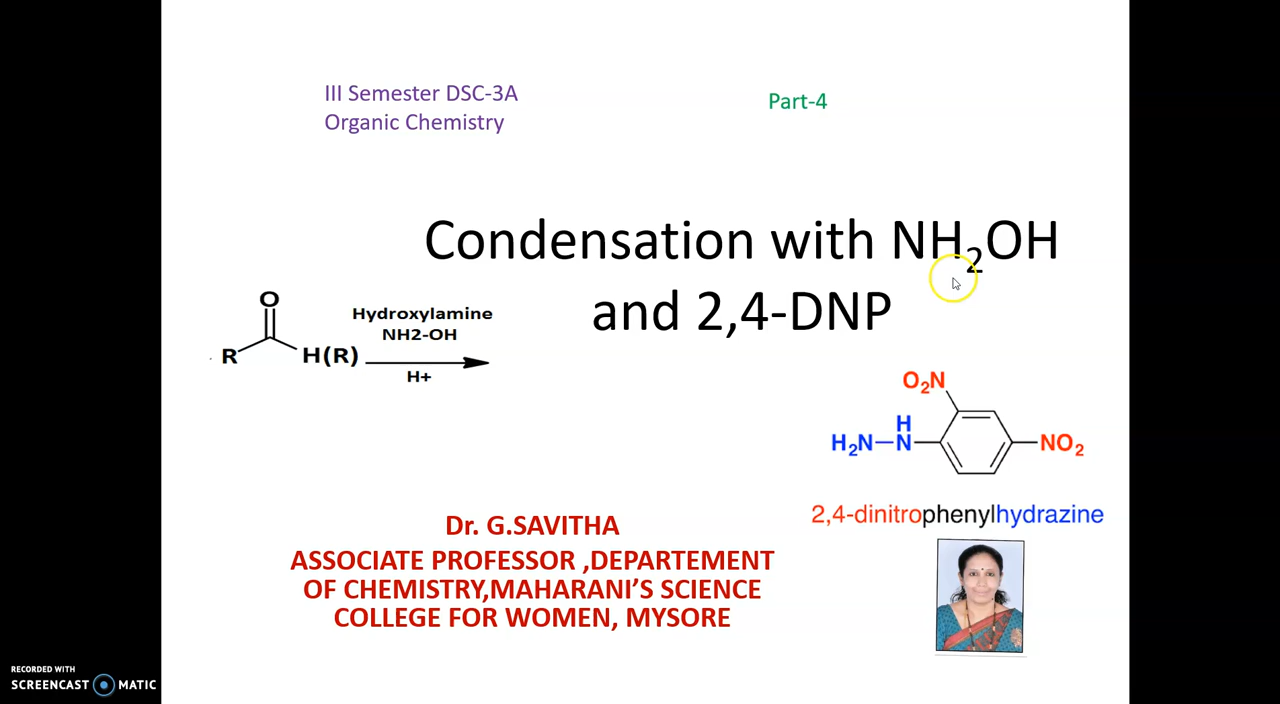 III Semester DSC-3A
Organic Chemistry
Part-4
Condensation with NH₂OH
and 2,4-DNP
O
R
H(R)
Hydroxylamine
NH2-OH
H+
O₂N
H
H₂N–N
NO₂
2,4-dinitrophenylhydrazine
Dr. G.SAVITHA
ASSOCIATE PROFESSOR ,DEPARTEMENT
OF CHEMISTRY,MAHARANI’S SCIENCE
COLLEGE FOR WOMEN, MYSORE
RECORDED WITH
SCREENCAST MATIC